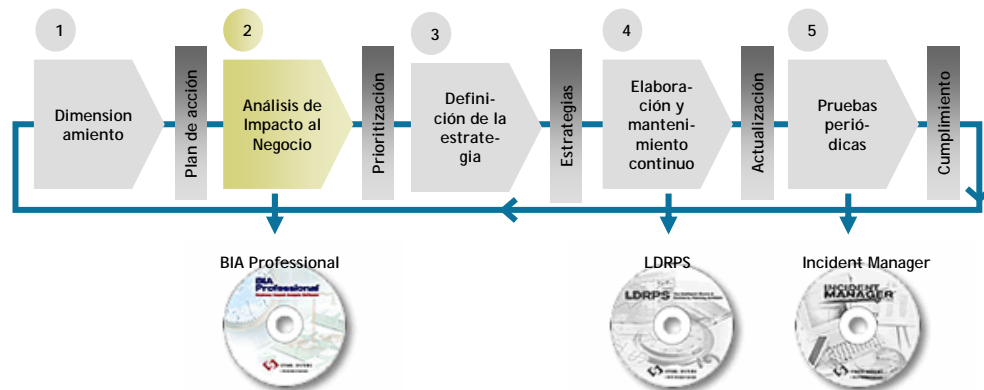 1
2
3
4
5
Dimension
amiento
Plan de acción
Análisis de
Impacto al
Negocio
Prioritización
Defini-
ción de la
estrate-
gia
Estrategias
Elabora-
ción y
manteni-
miento
continuo
Actualización
Pruebas
perió-
dicas
Cumplimiento
BIA Professional
LDRPS
Incident Manager
BIA
Professional
LDRPS
INCIDENT
MANAGER